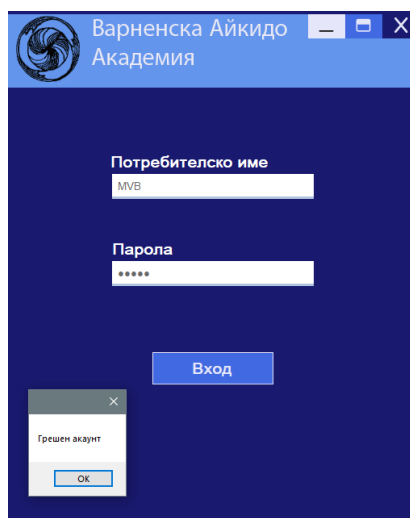 Варненска Айкидо
Академия
Потребителско име
MVB
Парола
•••••
Вход
Грешен акаунт
OK